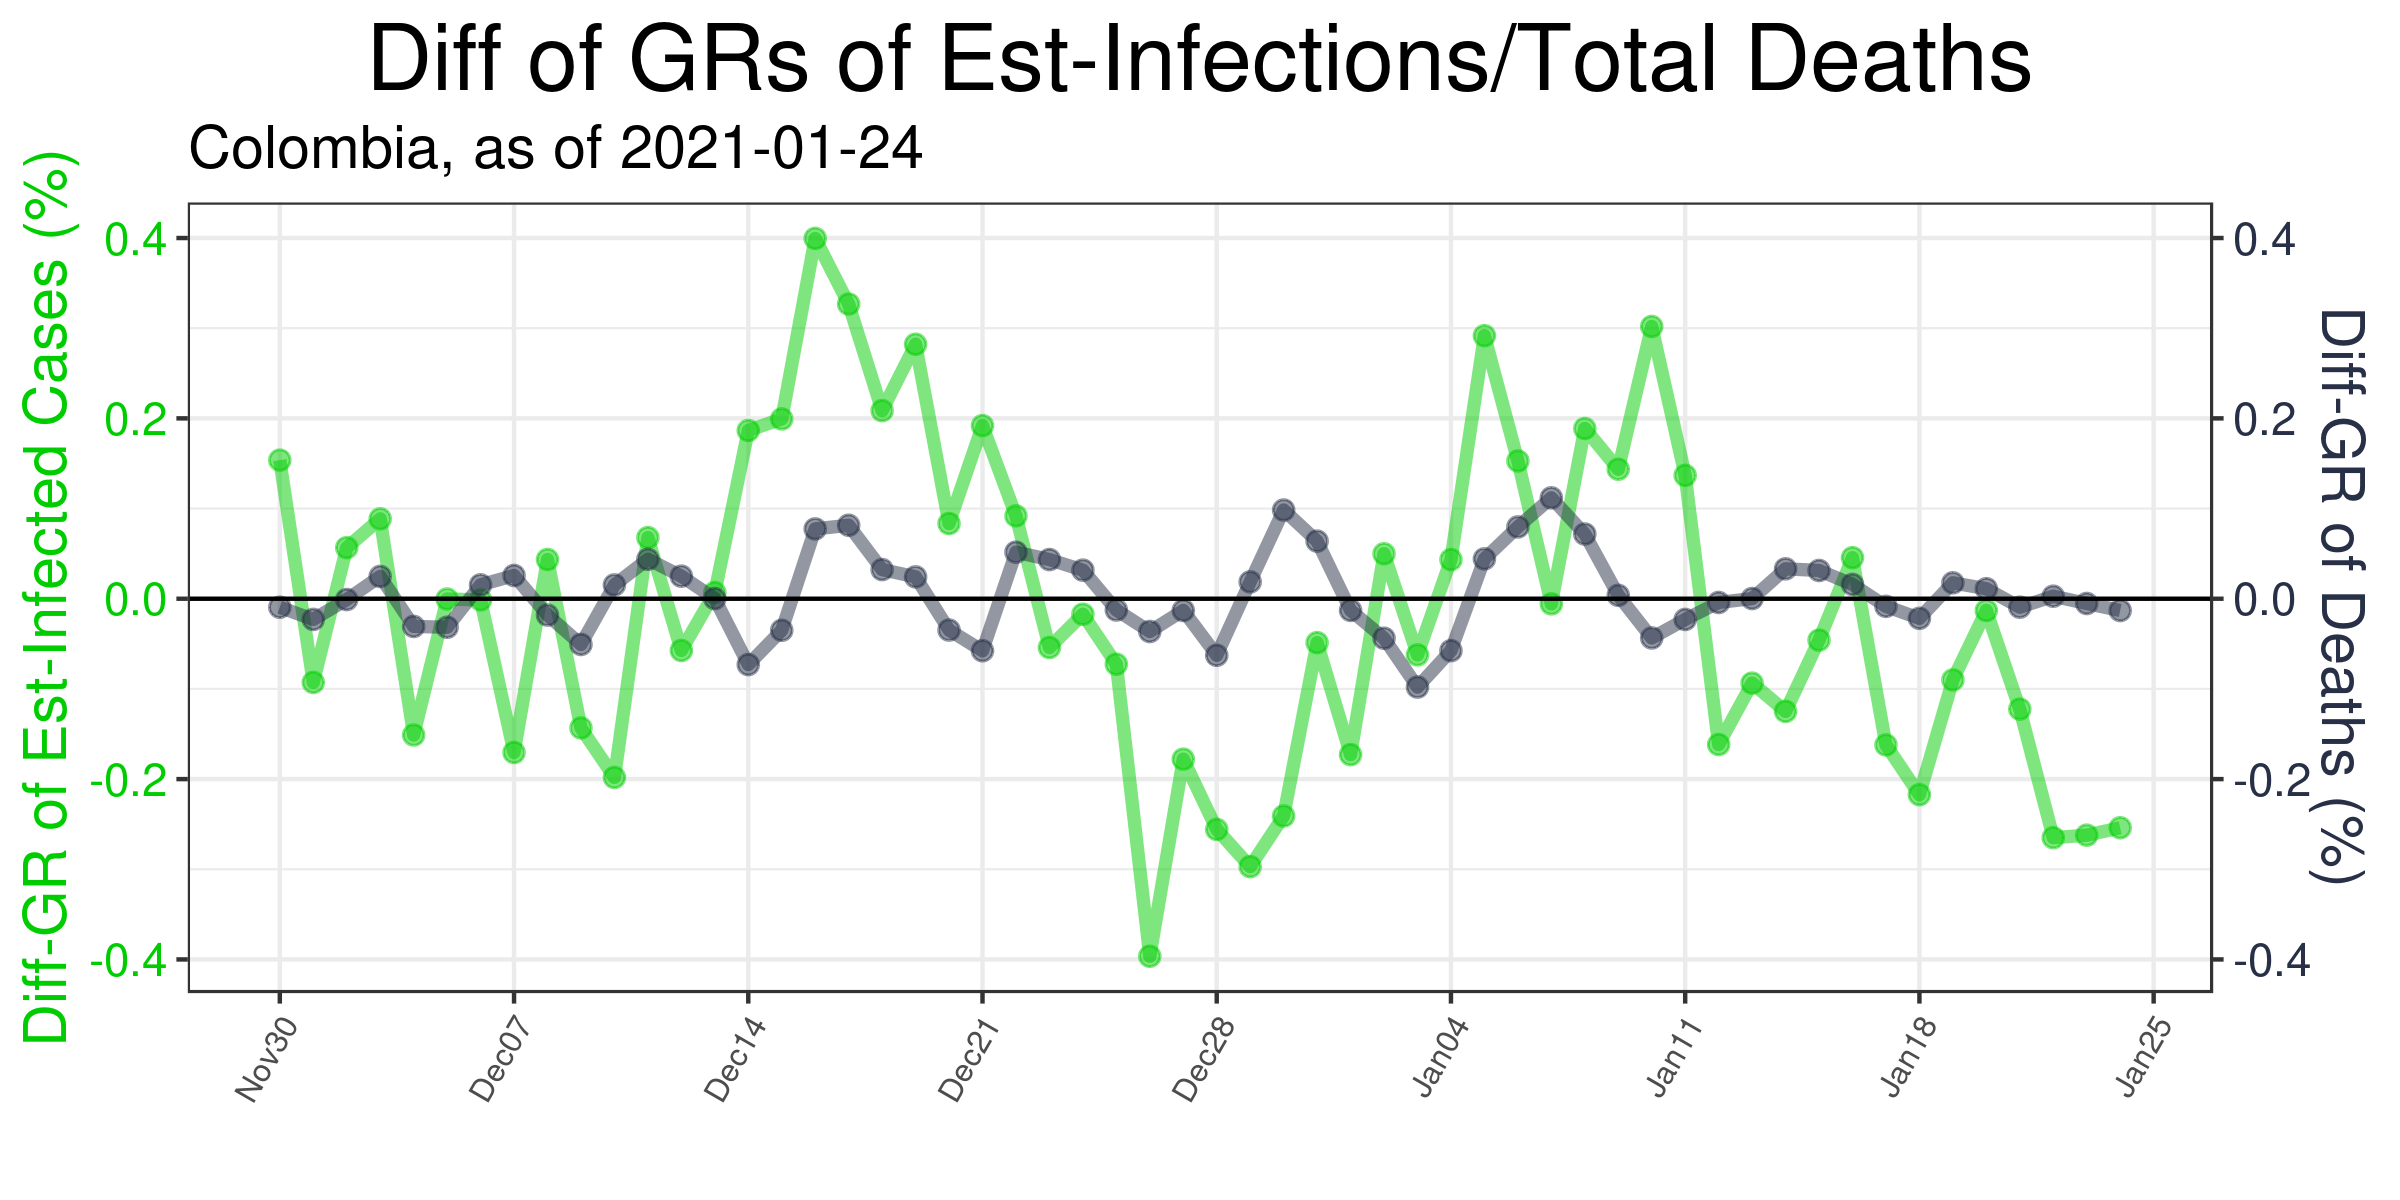 Diff of GRs of Est-Infections/Total Deaths
Colombia, as of 2021-01-24
Diff-GR of Est-Infected Cases (%)
0.4
0.2
0.0
-0.2
-0.4
0.4
0.2
0.0
-0.2
-0.4
Diff-GR of Deaths (%)
Nov30
Dec07
Dec14
Dec21
Dec28
Jan04
Jan11
Jan18
Jan25